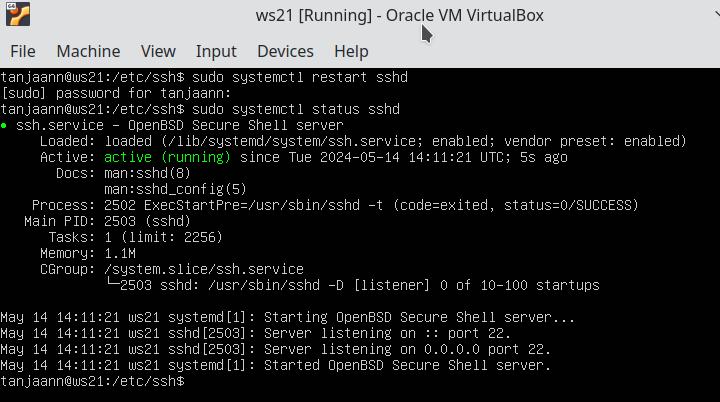 ws21 [Running] - Oracle VM VirtualBox
File Machine View Input Devices Help
tanjaann@ws21:/etc/ssh$ sudo systemctl restart sshd
[sudo] password for tanjaann:
tanjaann@ws21:/etc/ssh$ sudo systemctl status sshd
● ssh.service - OpenBSD Secure Shell server
Loaded: loaded (/lib/systemd/system/ssh.service; enabled; vendor preset: enabled)
Active: active (running) since Tue 2024-05-14 14:11:21 UTC; 5s ago
Docs: man:sshd(8)
man:sshd_config(5)
Process: 2502 ExecStartPre=/usr/sbin/sshd -t (code=exited, status=0/SUCCESS)
Main PID: 2503 (sshd)
Tasks: 1 (limit: 2256)
Memory: 1.1M
CGroup: /system.slice/ssh.service
└─2503 sshd: /usr/sbin/sshd -D [listener] 0 of 10-100 startups
May 14 14:11:21 ws21 systemd[1]: Starting OpenBSD Secure Shell server...
May 14 14:11:21 ws21 sshd[2503]: Server listening on :: port 22.
May 14 14:11:21 ws21 sshd[2503]: Server listening on 0.0.0.0 port 22.
May 14 14:11:21 ws21 systemd[1]: Started OpenBSD Secure Shell server.
tanjaann@ws21:/etc/ssh$